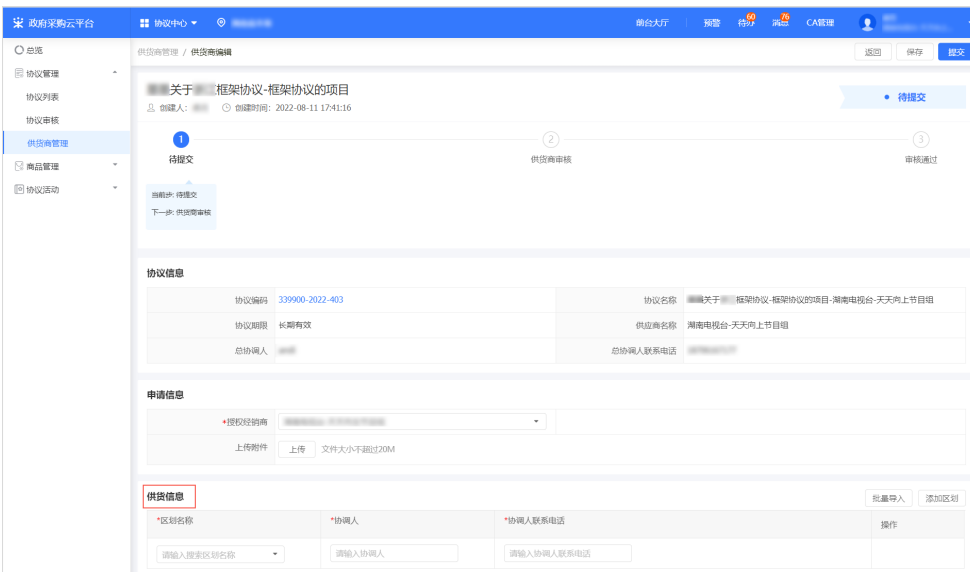 政府采购云平台 协议中心 前台大厅 预警 待办 60 消息 76 CA管理
总览
协议管理
协议列表
协议审核
供货商管理
商品管理
协议活动
供货商管理 / 供货商编辑 返回 保存 提交
关于 框架协议-框架协议的项目
创建人: 创建时间: 2022-08-11 17:41:16
待提交
1 2 3
待提交 供货商审核 审核通过
当前步: 待提交
下一步: 供货商审核
协议信息
协议编码 339900-2022-403 协议名称 关于 框架协议-框架协议的项目-湖南电视台-天天向上节目组
协议期限 长期有效 供应商名称 湖南电视台-天天向上节目组
总协调人 总协调人联系电话
申请信息
*授权经销商
上传附件 上传 文件大小不超过20M
供货信息 批量导入 添加区划
*区划名称 *协调人 *协调人联系电话 操作
请输入搜索区划名称 请输入协调人 请输入协调人联系电话